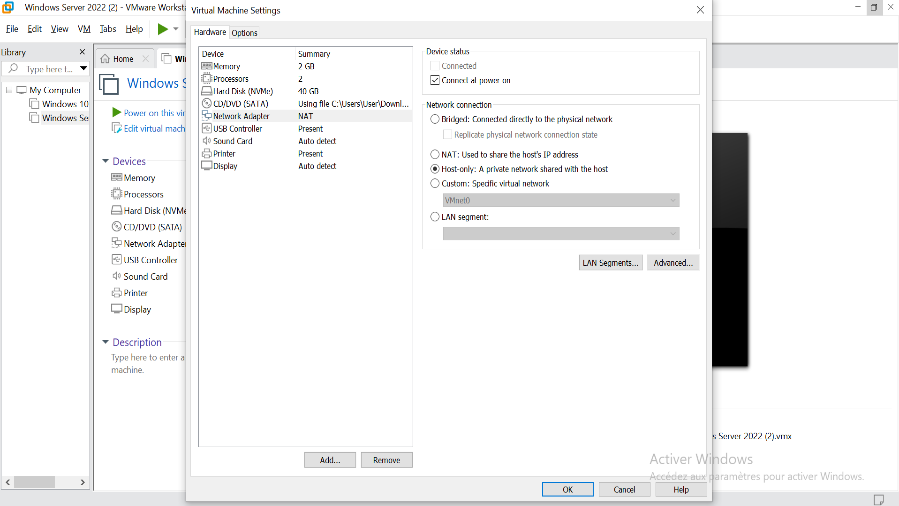 Windows Server 2022 (2) - VMware Worksta
File Edit View VM Tabs Help
Library
Type here t...
My Computer
Windows 10
Windows Se
Home
Wi
Windows S
Power on this vir
Edit virtual mach
Devices
Memory
Processors
Hard Disk (NVMe
CD/DVD (SATA)
Network Adapte
USB Controller
Sound Card
Printer
Display
Description
Type here to enter a
machine.
Virtual Machine Settings
Hardware Options
Device Summary
Memory 2 GB
Processors 2
Hard Disk (NVMe) 40 GB
CD/DVD (SATA) Using file C:\Users\User\Downl...
Network Adapter NAT
USB Controller Present
Sound Card Auto detect
Printer Present
Display Auto detect
Add... Remove
Device status
Connected
Connect at power on
Network connection
Bridged: Connected directly to the physical network
Replicate physical network connection state
NAT: Used to share the host's IP address
Host-only: A private network shared with the host
Custom: Specific virtual network
VMnet0
LAN segment:
LAN Segments... Advanced...
OK Cancel Help
s Server 2022 (2).vmx
Activer Windows
Accédez aux paramètres pour activer Windows.